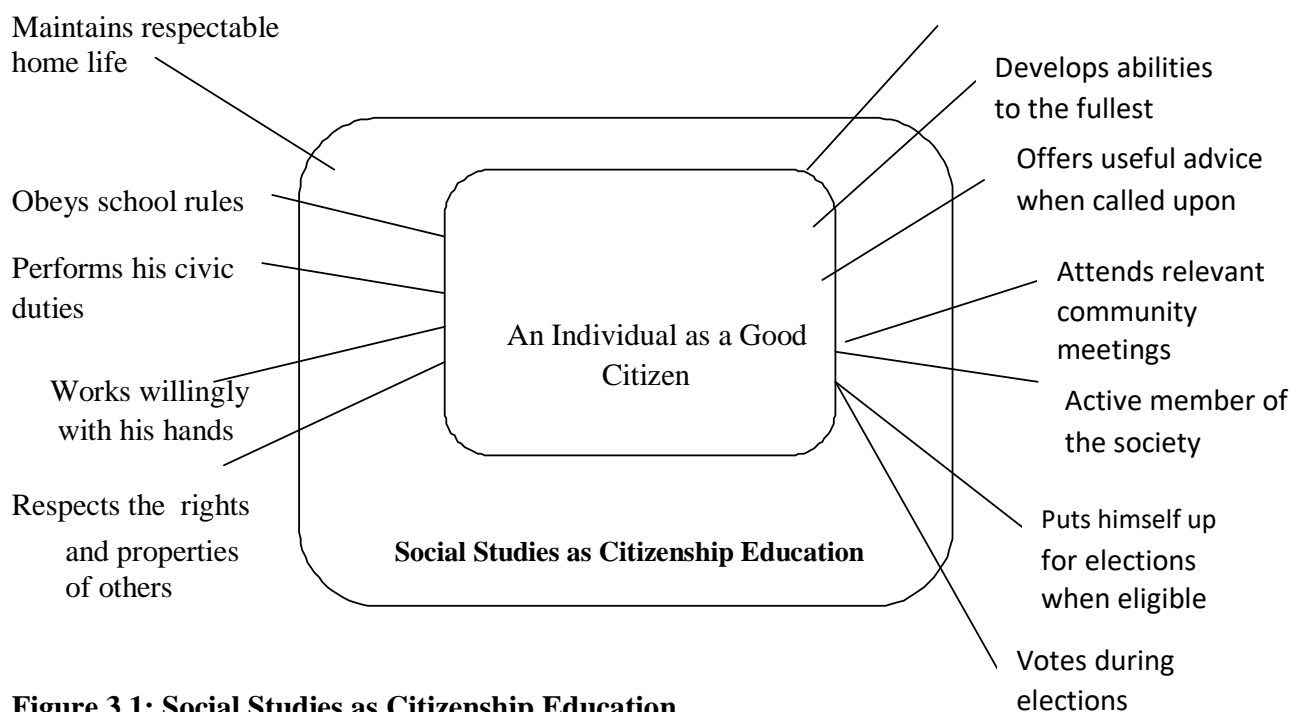 Maintains respectable
home life
Obeys school rules
Performs his civic
duties
Works willingly
with his hands
Respects the rights
and properties
of others
An Individual as a Good
Citizen
Social Studies as Citizenship Education
Develops abilities
to the fullest
Offers useful advice
when called upon
Attends relevant
community
meetings
Active member of
the society
Puts himself up
for elections
when eligible
Votes during
elections
Figure 3.1: Social Studies as Citizenship Education